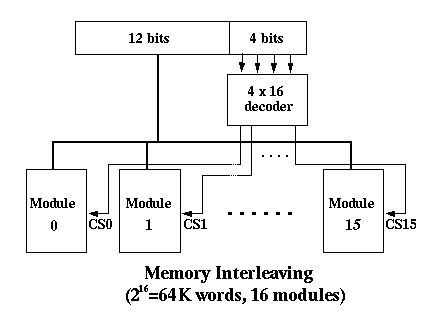 12 bits 4 bits
4 x 16
decoder
. . . .
Module Module Module
0 CS0 1 CS1 - - - - - - 15 CS15
Memory Interleaving
(2^16=64K words, 16 modules)